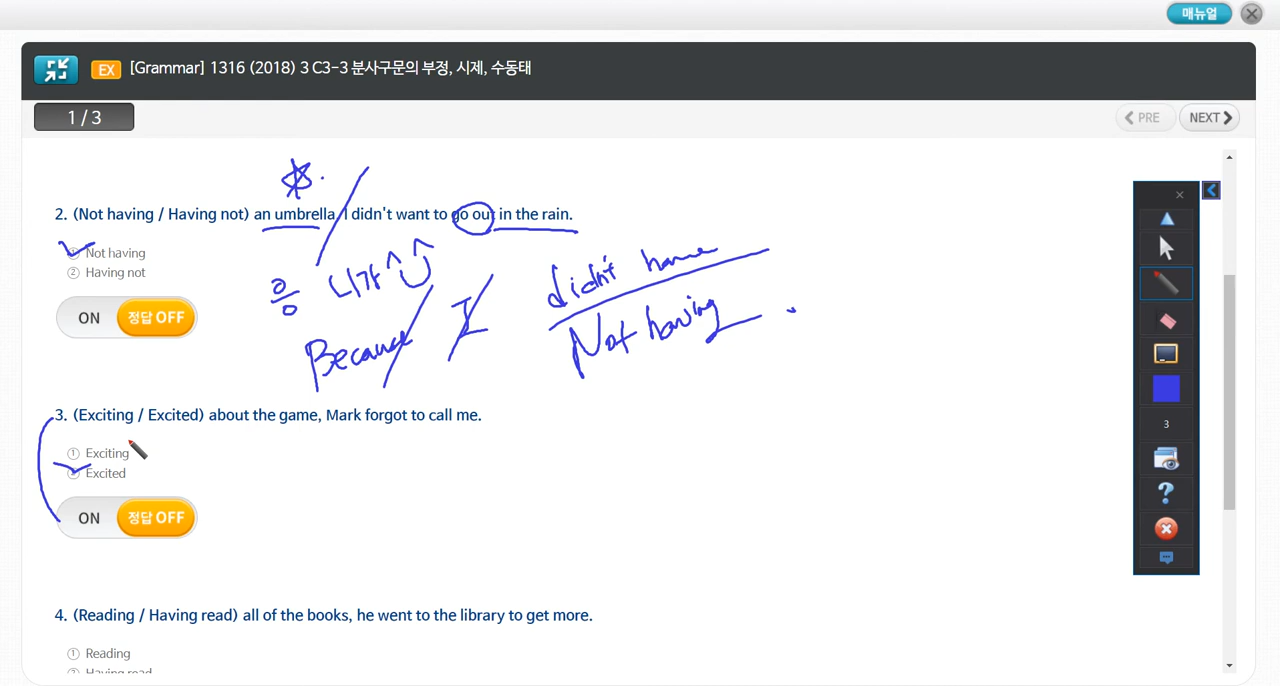 매뉴얼
EX [Grammar] 1316 (2018) 3 C3-3 분사구문의 부정, 시제, 수동태
1 / 3
PRE NEXT
2. (Not having / Having not) an umbrella, I didn't want to go out in the rain.
① Not having
② Having not
ON 정답 OFF
didn't have
Because I Not having
3. (Exciting / Excited) about the game, Mark forgot to call me.
① Exciting
② Excited
ON 정답 OFF
3
4. (Reading / Having read) all of the books, he went to the library to get more.
① Reading
② Having read